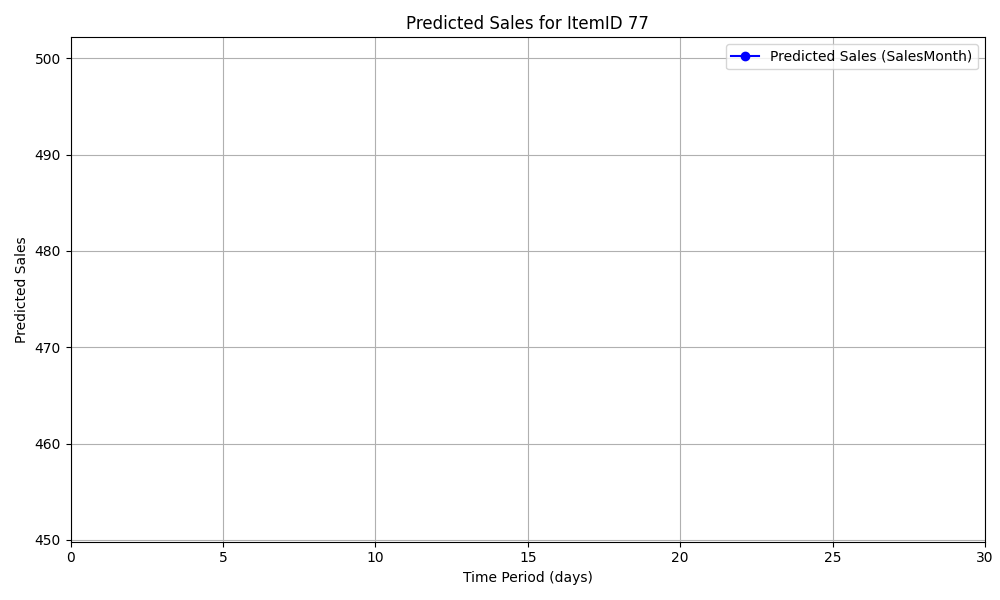 Predicted Sales for ItemID 77
Predicted Sales (SalesMonth)
500
490
480
470
460
450
Predicted Sales
0 5 10 15 20 25 30
Time Period (days)